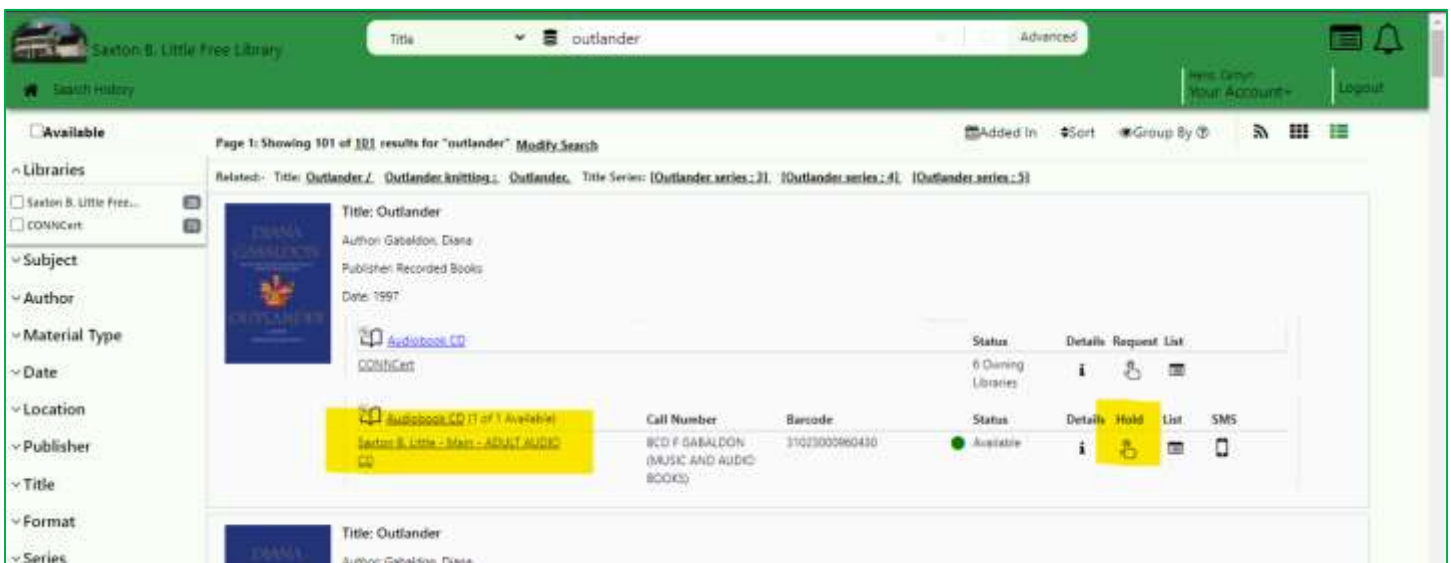 Saxton B. Little Free Library
Title outlander Advanced
Search History
Your Account
Logout
Available
Page 1: Showing 101 of 101 results for "outlander" Modify Search
Added In Sort Group By
Libraries
Related:- Title: Outlander / Outlander knitting : Outlander. Title Series: [Outlander series ; 3]. [Outlander series ; 4]. [Outlander series ; 5]
Saxton B. Little Free...
CONNCert
Subject
Author
Material Type
Date
Location
Publisher
Title
Format
Series
DIANA
GABALDON
OUTLANDER
Title: Outlander
Author: Gabaldon, Diana
Publisher: Recorded Books
Date: 1997
Audiobook CD
Status Details Request List
CONNCert
6 Owning
Libraries
i
Audiobook CD (1 of 1 Available)
Call Number Barcode Status Details Hold List SMS
Saxton B. Little - Main - ADULT AUDIO
CD
BCD F GABALDON
(MUSIC AND AUDIO
BOOKS)
31023000960430
Available
i
Title: Outlander
DIANA
Author: Gabaldon, Diana